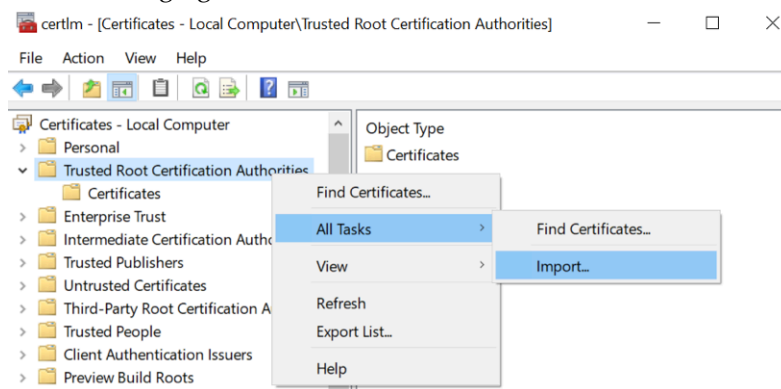 certlm - [Certificates - Local Computer\Trusted Root Certification Authorities]
File Action View Help
Certificates - Local Computer
Personal
Trusted Root Certification Authorities
Certificates
Enterprise Trust
Intermediate Certification Autho
Trusted Publishers
Untrusted Certificates
Third-Party Root Certification A
Trusted People
Client Authentication Issuers
Preview Build Roots
Object Type
Certificates
Find Certificates...
All Tasks
View
Refresh
Export List...
Help
Find Certificates...
Import...